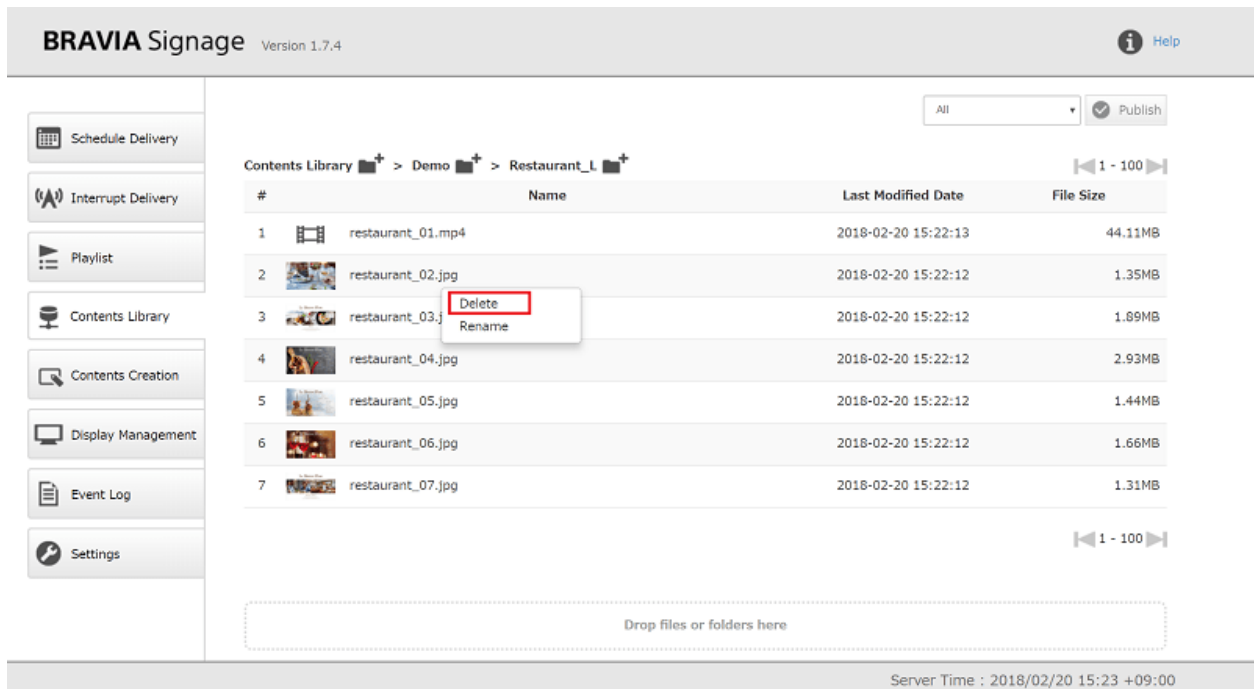 BRAVIA Signage Version 1.7.4
Help
All
Publish
Schedule Delivery
Interrupt Delivery
Playlist
Contents Library
Contents Creation
Display Management
Event Log
Settings
Contents Library > Demo > Restaurant_L
1 - 100
# Name Last Modified Date File Size
1 restaurant_01.mp4 2018-02-20 15:22:13 44.11MB
2 restaurant_02.jpg 2018-02-20 15:22:12 1.35MB
Delete
Rename
3 restaurant_03.j 2018-02-20 15:22:12 1.89MB
4 restaurant_04.jpg 2018-02-20 15:22:12 2.93MB
5 restaurant_05.jpg 2018-02-20 15:22:12 1.44MB
6 restaurant_06.jpg 2018-02-20 15:22:12 1.66MB
7 restaurant_07.jpg 2018-02-20 15:22:12 1.31MB
1 - 100
Drop files or folders here
Server Time : 2018/02/20 15:23 +09:00